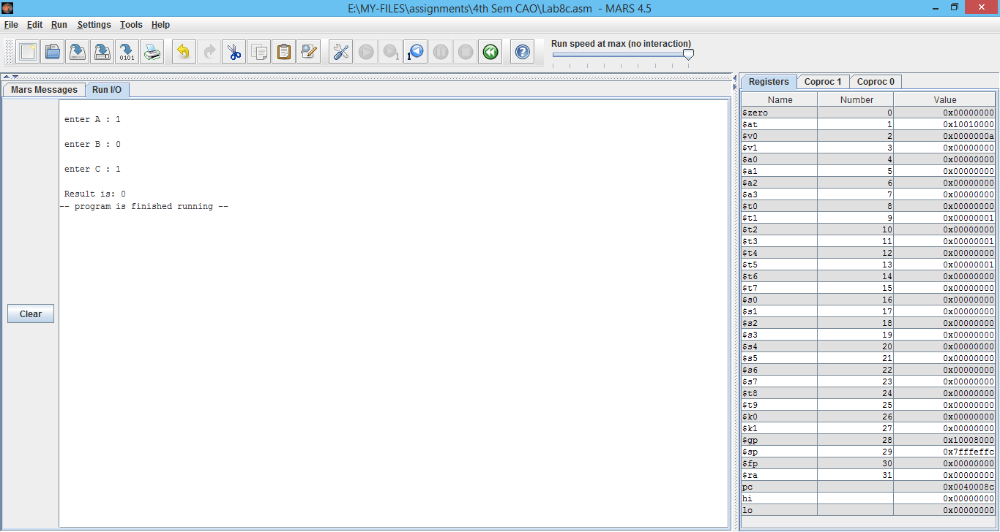 E:\MY-FILES\assignments\4th Sem CAO\Lab8c.asm - MARS 4.5
File Edit Run Settings Tools Help
0101
1
1
?
Run speed at max (no interaction)
Mars Messages Run I/O
enter A : 1
enter B : 0
enter C : 1
Result is: 0
-- program is finished running --
Clear
Registers Coproc 1 Coproc 0
Name Number Value
$zero 0 0x00000000
$at 1 0x10010000
$v0 2 0x0000000a
$v1 3 0x00000000
$a0 4 0x00000000
$a1 5 0x00000000
$a2 6 0x00000000
$a3 7 0x00000000
$t0 8 0x00000000
$t1 9 0x00000001
$t2 10 0x00000000
$t3 11 0x00000001
$t4 12 0x00000000
$t5 13 0x00000001
$t6 14 0x00000000
$t7 15 0x00000000
$s0 16 0x00000000
$s1 17 0x00000000
$s2 18 0x00000000
$s3 19 0x00000000
$s4 20 0x00000000
$s5 21 0x00000000
$s6 22 0x00000000
$s7 23 0x00000000
$t8 24 0x00000000
$t9 25 0x00000000
$k0 26 0x00000000
$k1 27 0x00000000
$gp 28 0x10008000
$sp 29 0x7fffeffc
$fp 30 0x00000000
$ra 31 0x00000000
pc 0x0040008c
hi 0x00000000
lo 0x00000000